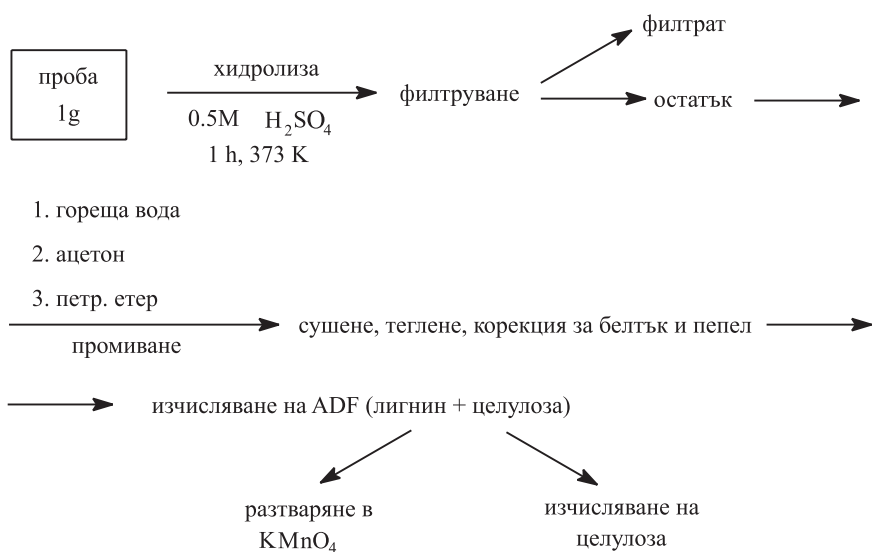 филтрат
проба
1g
хидролиза
0.5M H₂SO₄
1 h, 373 K
филтруване
остатък
1. гореща вода
2. ацетон
3. петр. етер
промиване
сушене, теглене, корекция за белтък и пепел
изчисляване на ADF (лигнин + целулоза)
разтваряне в
KMnO₄
изчисляване на
целулоза